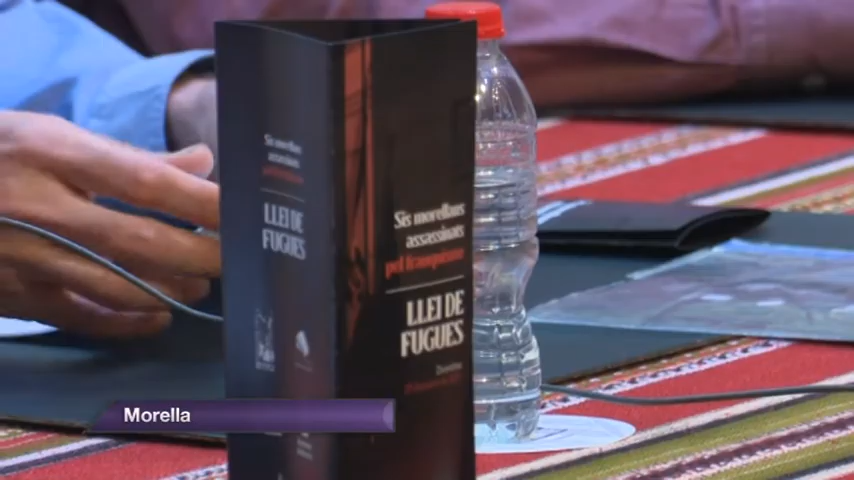 Sis morellans
assassinats
LLEI DE
FUGUES
Sis morellans
assassinats
pel franquisme
LLEI DE
FUGUES
Morella